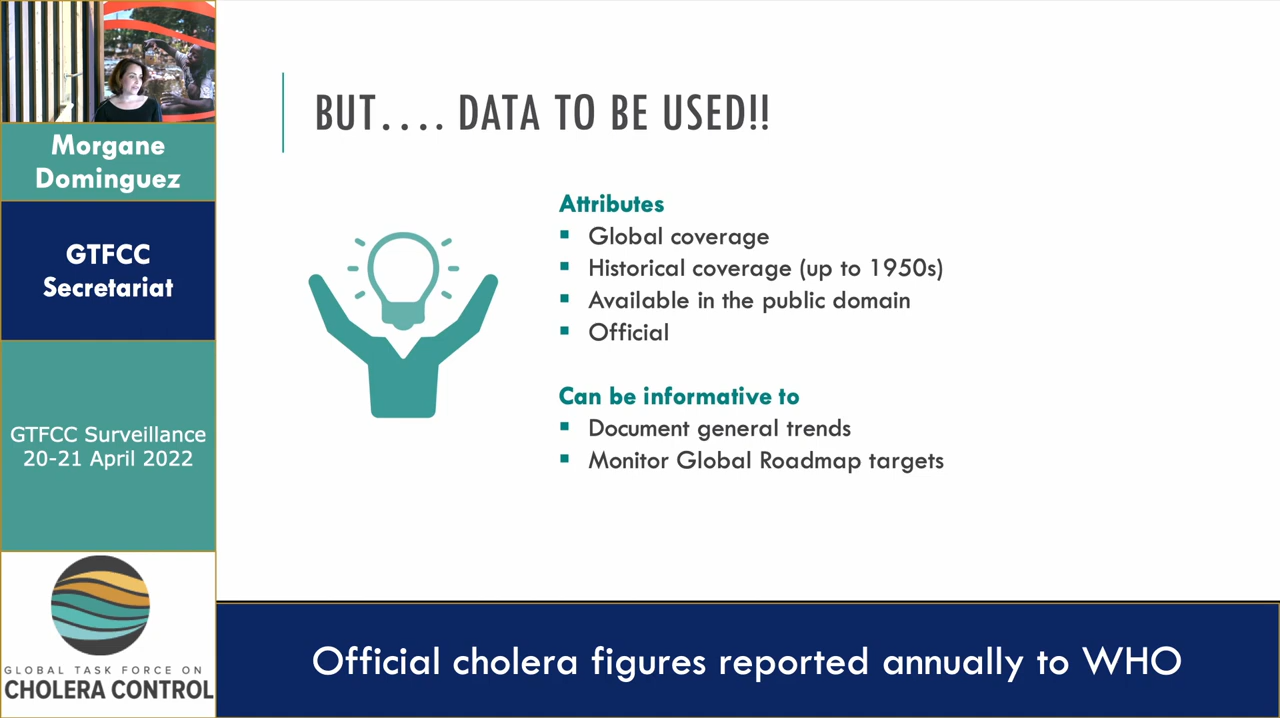 Morgane
Dominguez
GTFCC
Secretariat
GTFCC Surveillance
20-21 April 2022
GLOBAL TASK FORCE ON
CHOLERA CONTROL
BUT.... DATA TO BE USED!!
Attributes
Global coverage
Historical coverage (up to 1950s)
Available in the public domain
Official
Can be informative to
Document general trends
Monitor Global Roadmap targets
Official cholera figures reported annually to WHO